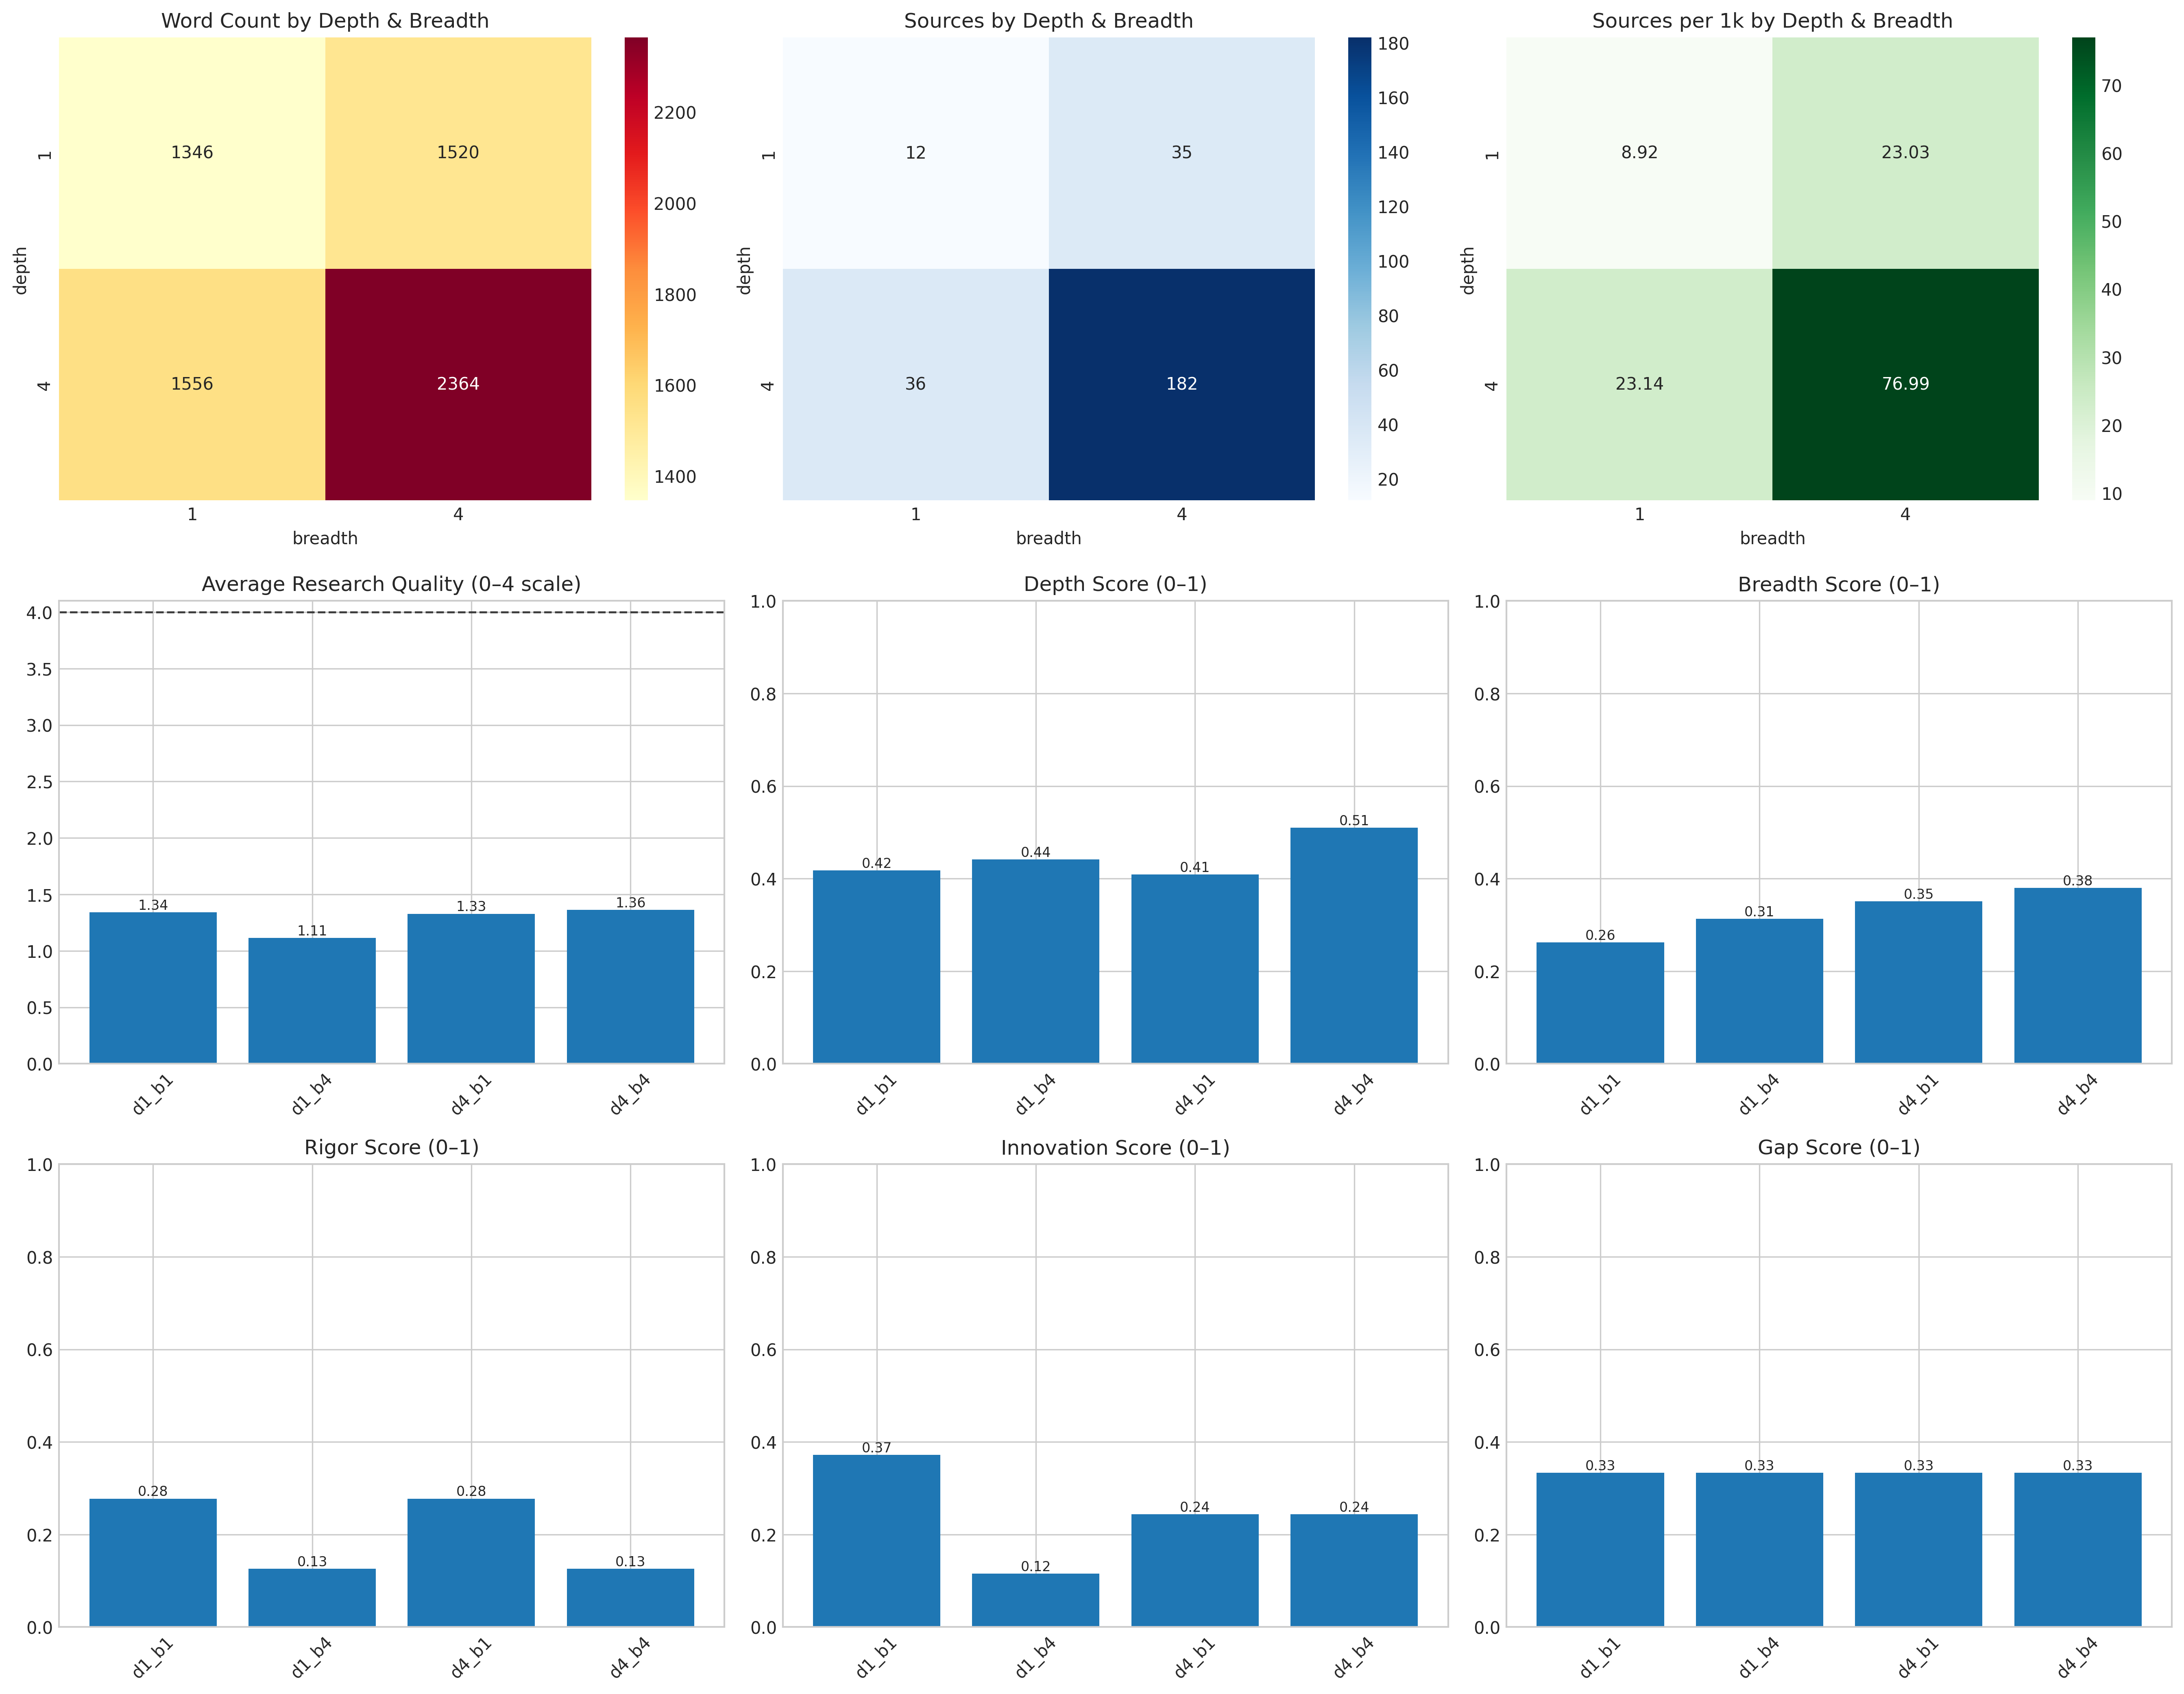 Word Count by Depth & Breadth
1346
1520
1556
2364
1
4
depth
1
4
breadth
2200
2000
1800
1600
1400
Sources by Depth & Breadth
12
35
36
182
1
4
depth
1
4
breadth
180
160
140
120
100
80
60
40
20
Sources per 1k by Depth & Breadth
8.92
23.03
23.14
76.99
1
4
depth
1
4
breadth
70
60
50
40
30
20
10
Average Research Quality (0–4 scale)
4.0
3.5
3.0
2.5
2.0
1.5
1.0
0.5
0.0
1.34
1.11
1.33
1.36
d1_b1
d1_b4
d4_b1
d4_b4
Depth Score (0–1)
1.0
0.8
0.6
0.4
0.2
0.0
0.42
0.44
0.41
0.51
d1_b1
d1_b4
d4_b1
d4_b4
Breadth Score (0–1)
1.0
0.8
0.6
0.4
0.2
0.0
0.26
0.31
0.35
0.38
d1_b1
d1_b4
d4_b1
d4_b4
Rigor Score (0–1)
1.0
0.8
0.6
0.4
0.2
0.0
0.28
0.13
0.28
0.13
d1_b1
d1_b4
d4_b1
d4_b4
Innovation Score (0–1)
1.0
0.8
0.6
0.4
0.2
0.0
0.37
0.12
0.24
0.24
d1_b1
d1_b4
d4_b1
d4_b4
Gap Score (0–1)
1.0
0.8
0.6
0.4
0.2
0.0
0.33
0.33
0.33
0.33
d1_b1
d1_b4
d4_b1
d4_b4